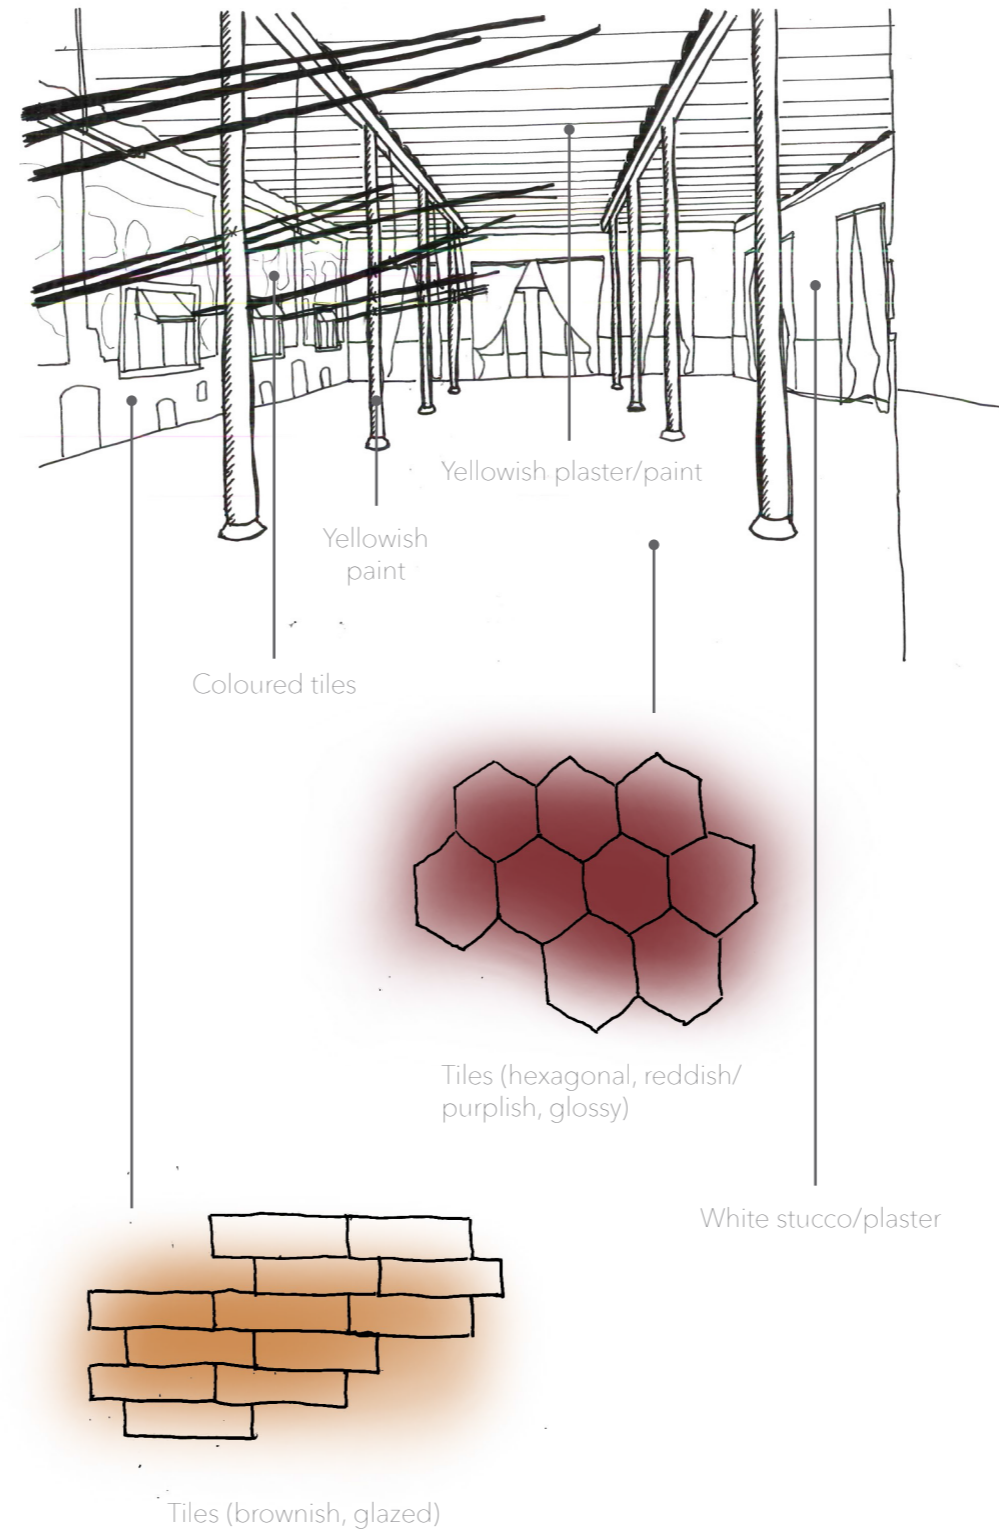 Yellowish plaster/paint
Yellowish
paint
Coloured tiles
Tiles (hexagonal, reddish/
purplish, glossy)
White stucco/plaster
Tiles (brownish, glazed)